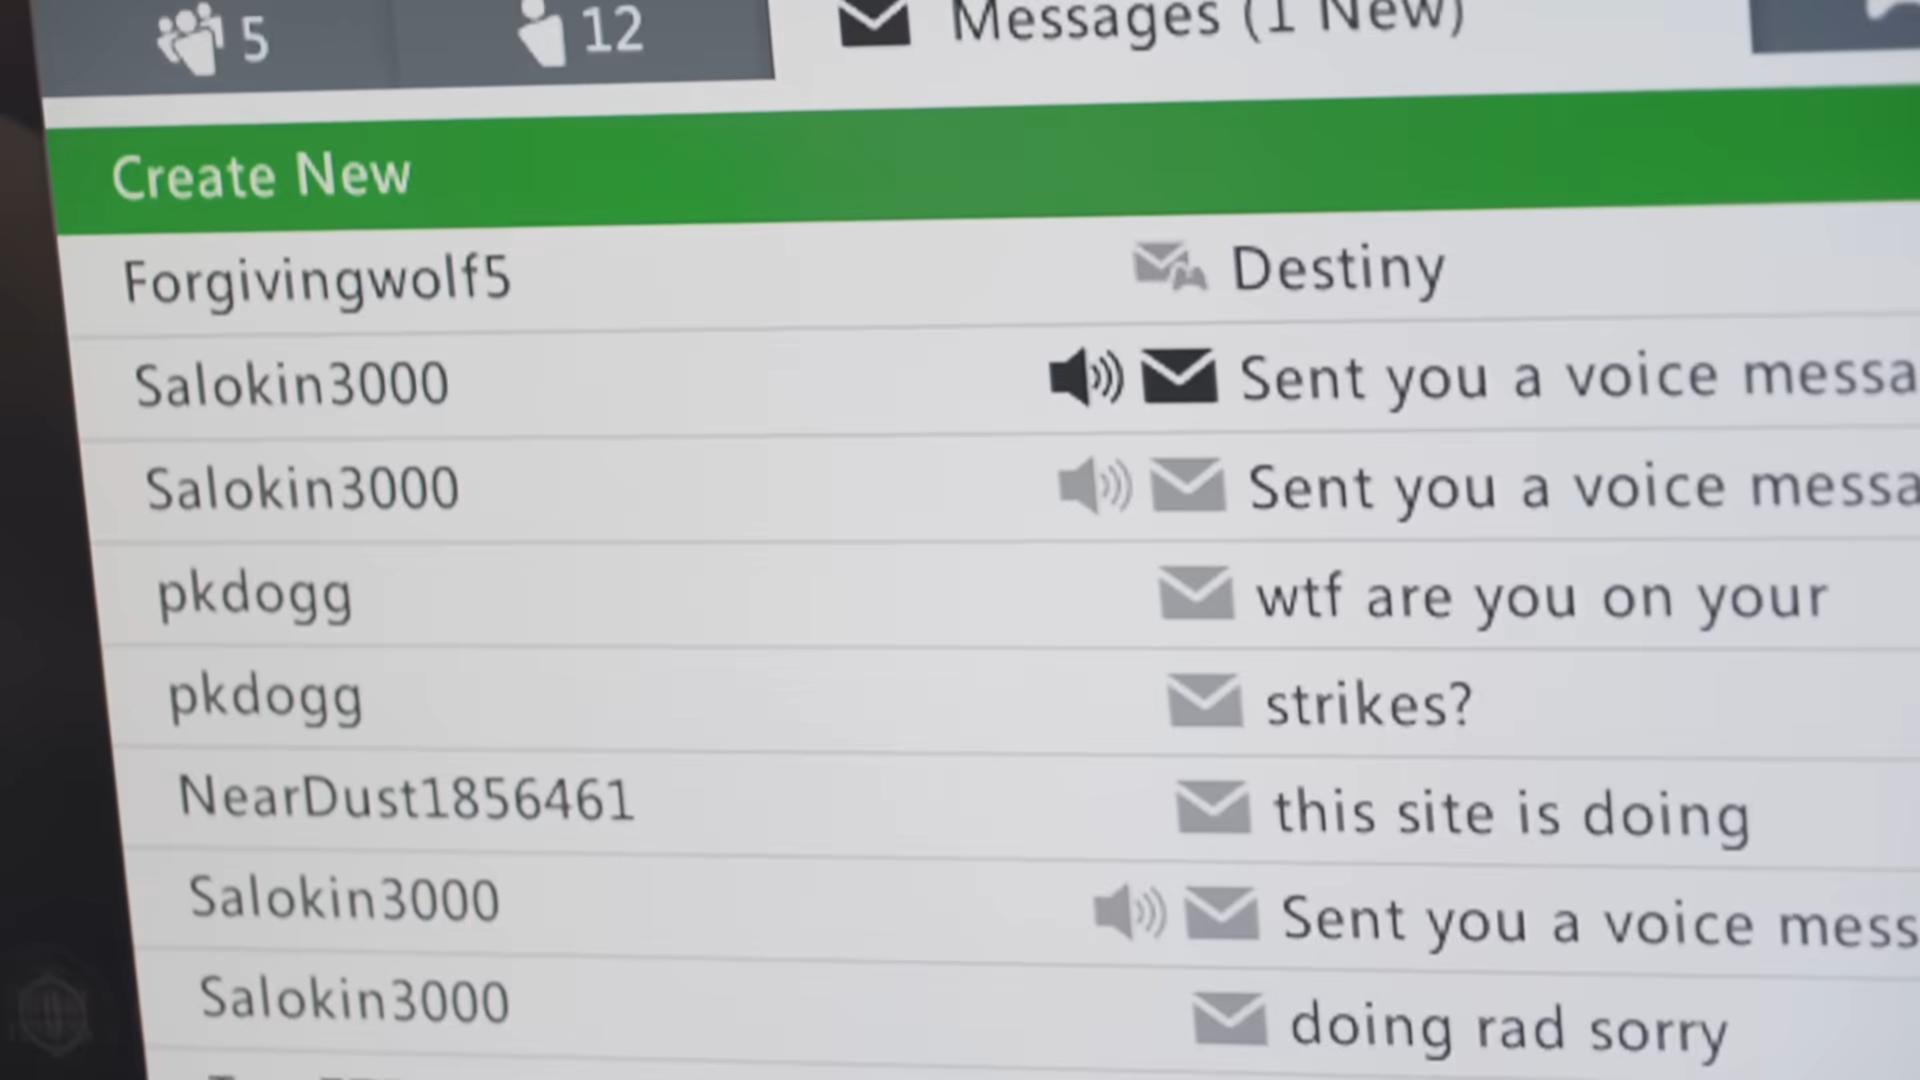 5
12
Messages (1 New)
Create New
Forgivingwolf5 Destiny
Salokin3000 Sent you a voice messa
Salokin3000 Sent you a voice messa
pkdogg wtf are you on your
pkdogg strikes?
NearDust1856461 this site is doing
Salokin3000 Sent you a voice mess
Salokin3000 doing rad sorry